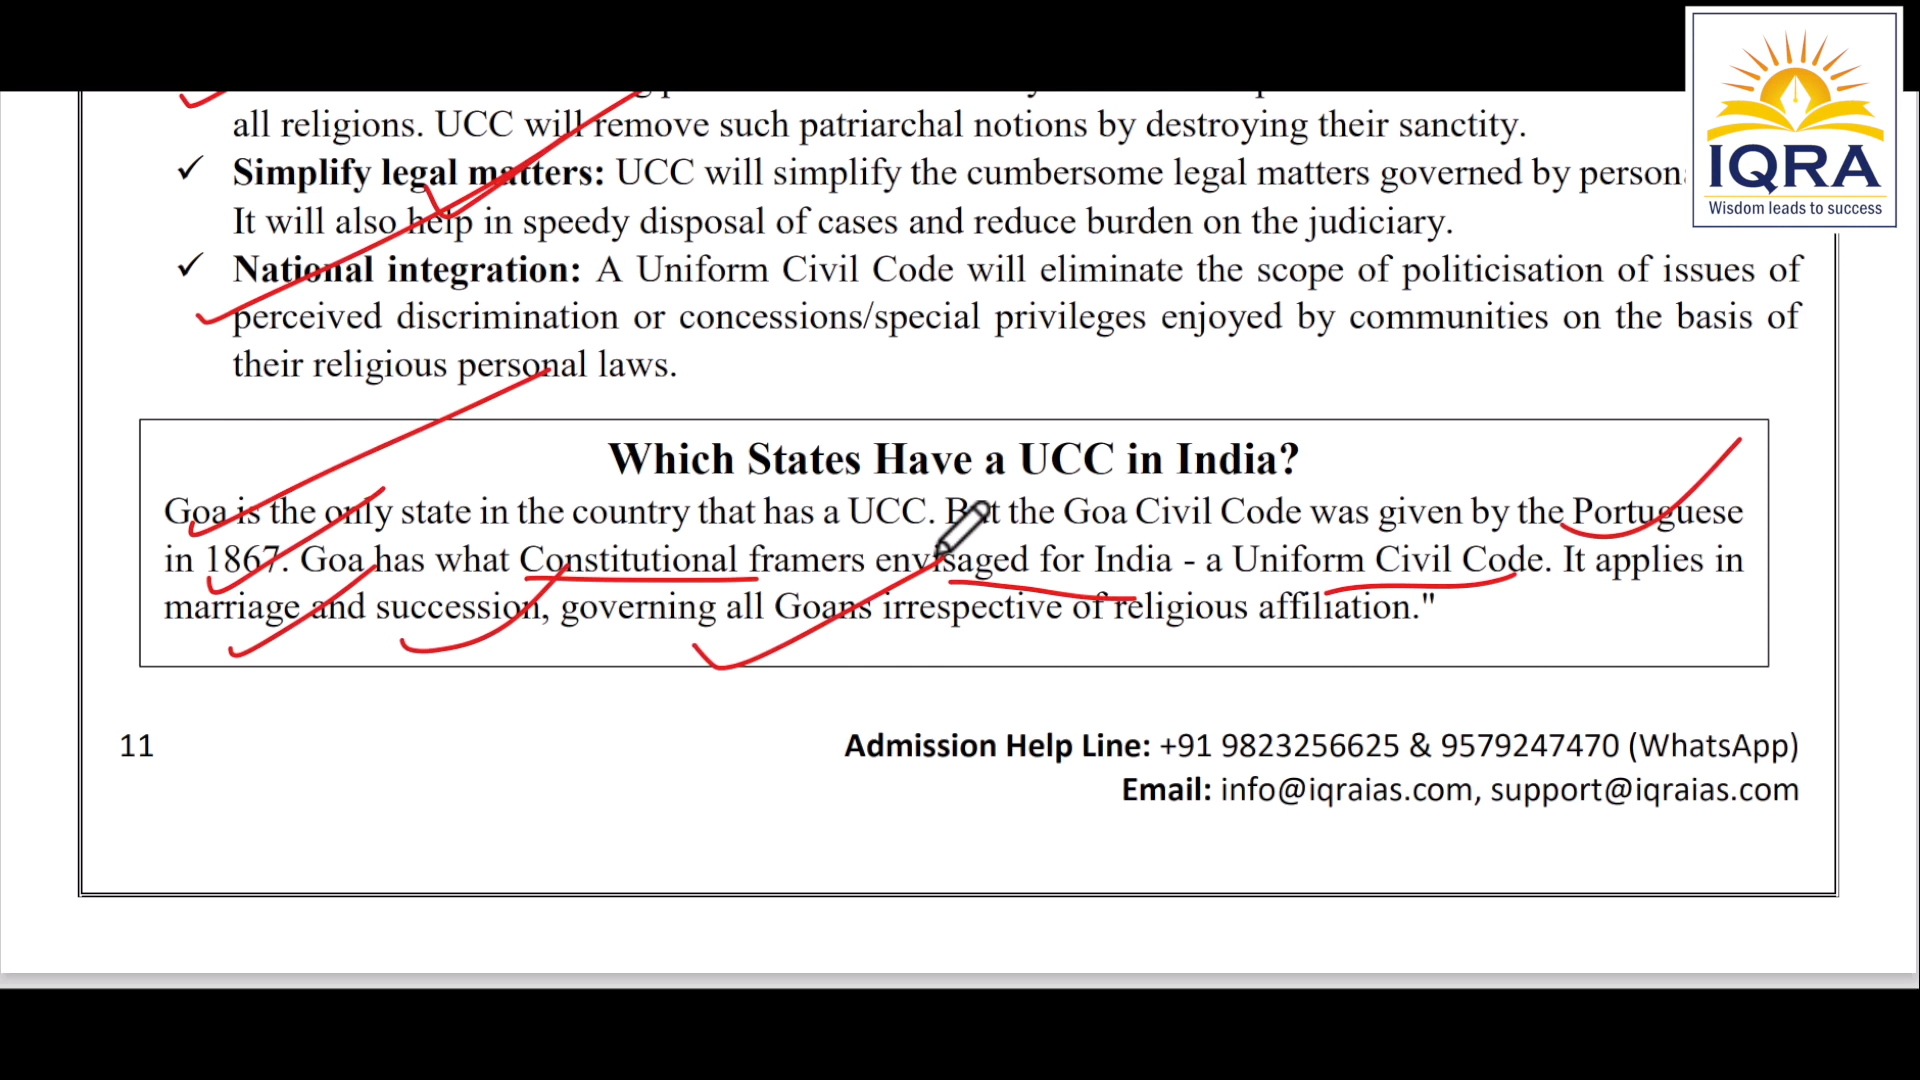 all religions. UCC will remove such patriarchal notions by destroying their sanctity.
✓ Simplify legal matters: UCC will simplify the cumbersome legal matters governed by
It will also help in speedy disposal of cases and reduce burden on the judiciary.
✓ National integration: A Uniform Civil Code will eliminate the scope of politicisation of issues of
perceived discrimination or concessions/special privileges enjoyed by communities on the basis of
their religious personal laws.
Which States Have a UCC in India?
Goa is the only state in the country that has a UCC. But the Goa Civil Code was given by the Portuguese
in 1867. Goa has what Constitutional framers envisaged for India - a Uniform Civil Code. It applies in
marriage and succession, governing all Goans irrespective of religious affiliation."
11
Admission Help Line: +91 9823256625 & 9579247470 (WhatsApp)
Email: info@iqraias.com, support@iqraias.com
IQRA
Wisdom leads to success